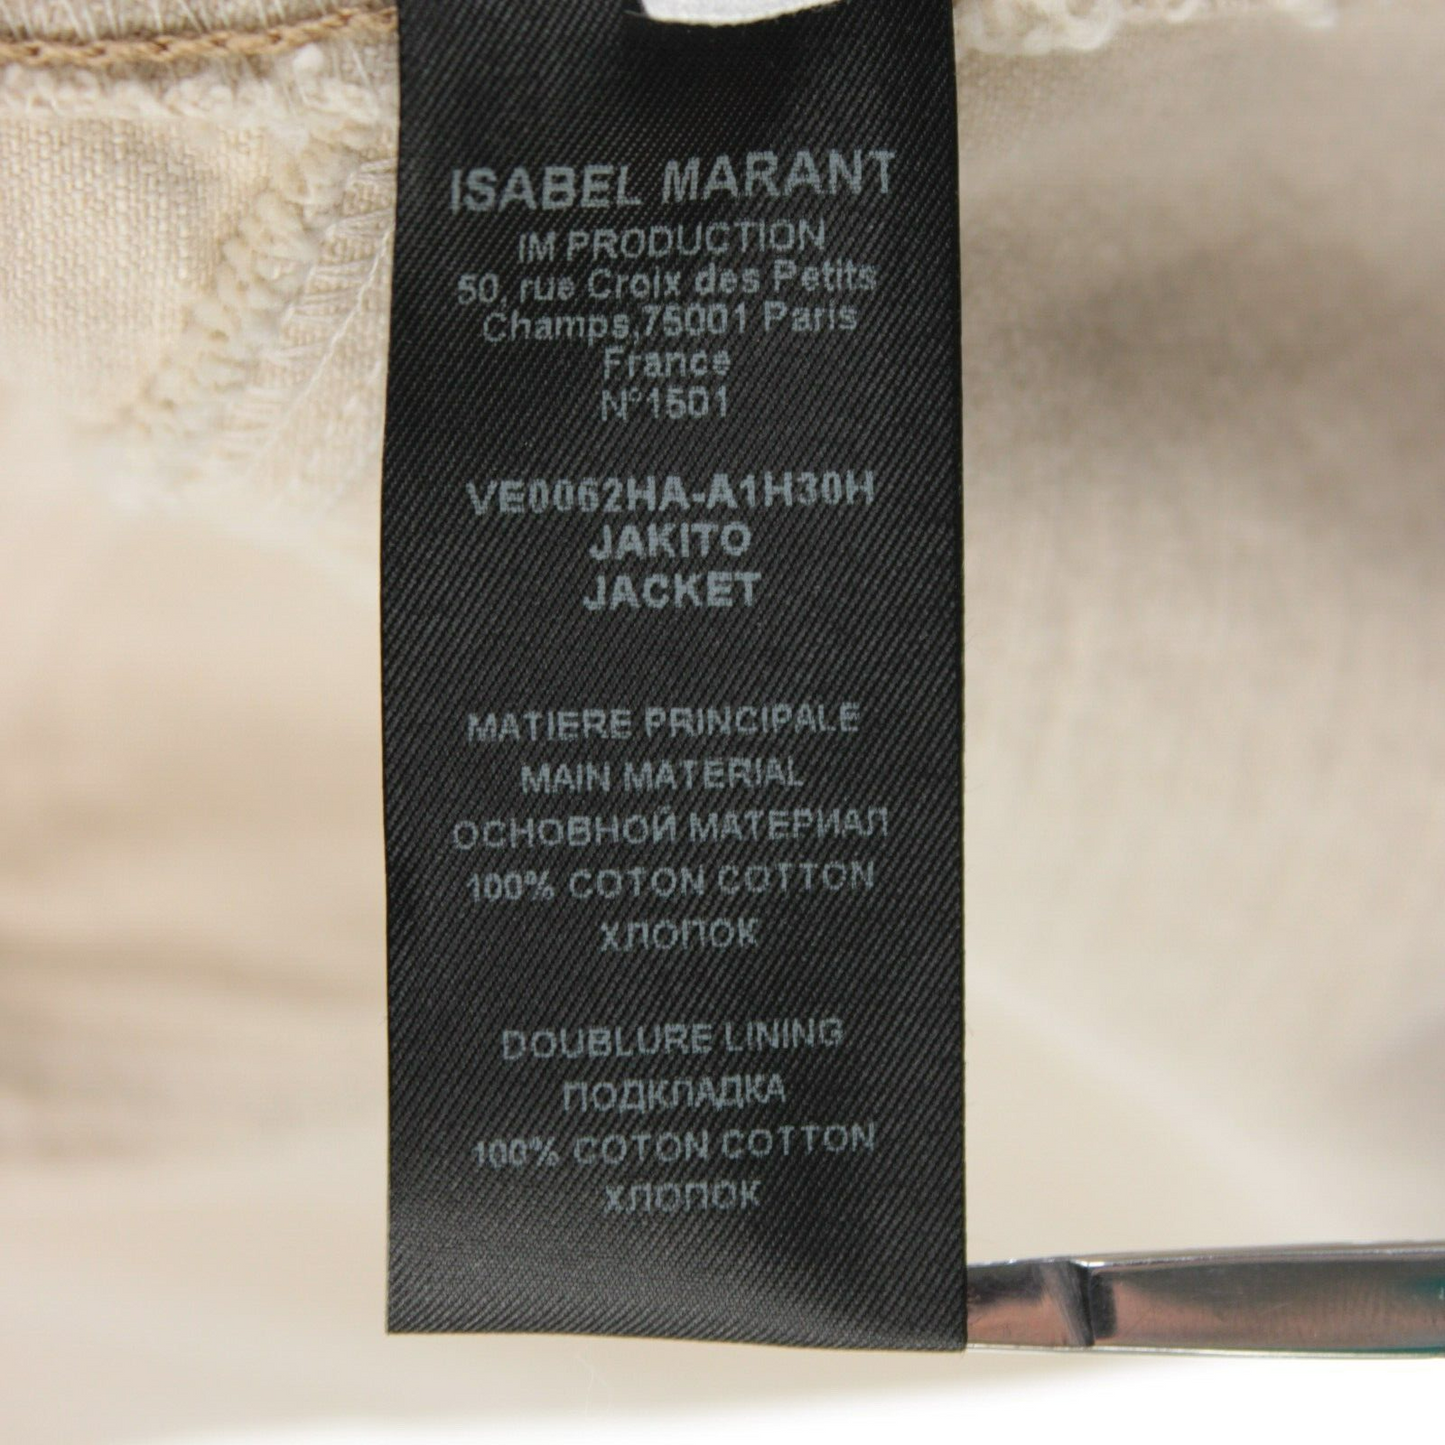 ISABEL MARANT
IM PRODUCTION
50, rue Croix des Petits
Champs,75001 Paris
France
N°1501
VE0062HA-A1H30H
JAKITO
JACKET
MATIERE PRINCIPALE
MAIN MATERIAL
ОСНОВНОЙ МАТЕРИАЛ
100% COTON COTTON
ХЛОПОК
DOUBLURE LINING
ПОДКЛАДКА
100% COTON COTTON
ХЛОПОК